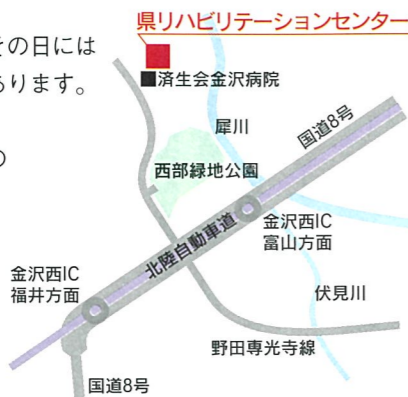 県リハビリテーションセンター
その日には
あります。
の
■済生会金沢病院
犀川
国道8号
西部緑地公園
北陸自動車道
金沢西IC
富山方面
金沢西IC
福井方面
伏見川
野田専光寺線
国道8号